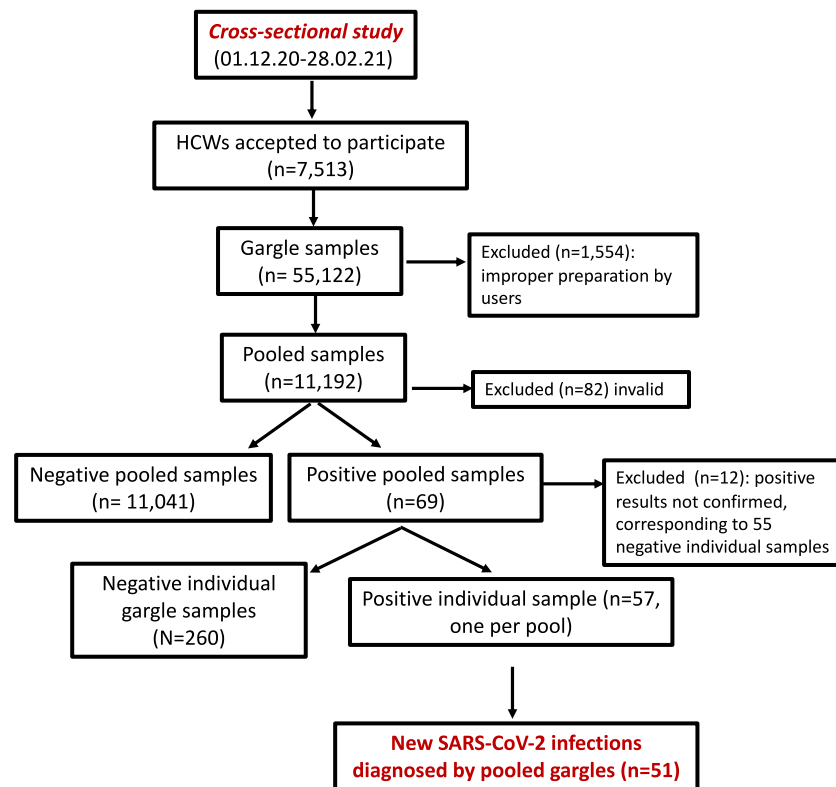 Cross-sectional study
(01.12.20-28.02.21)
HCWs accepted to participate
(n=7,513)
Gargle samples
(n= 55,122)
Excluded (n=1,554):
improper preparation by
users
Pooled samples
(n=11,192)
Excluded (n=82) invalid
Negative pooled samples
(n= 11,041)
Positive pooled samples
(n=69)
Excluded (n=12): positive
results not confirmed,
corresponding to 55
negative individual samples
Negative individual
gargle samples
(N=260)
Positive individual sample (n=57,
one per pool)
New SARS-CoV-2 infections
diagnosed by pooled gargles (n=51)